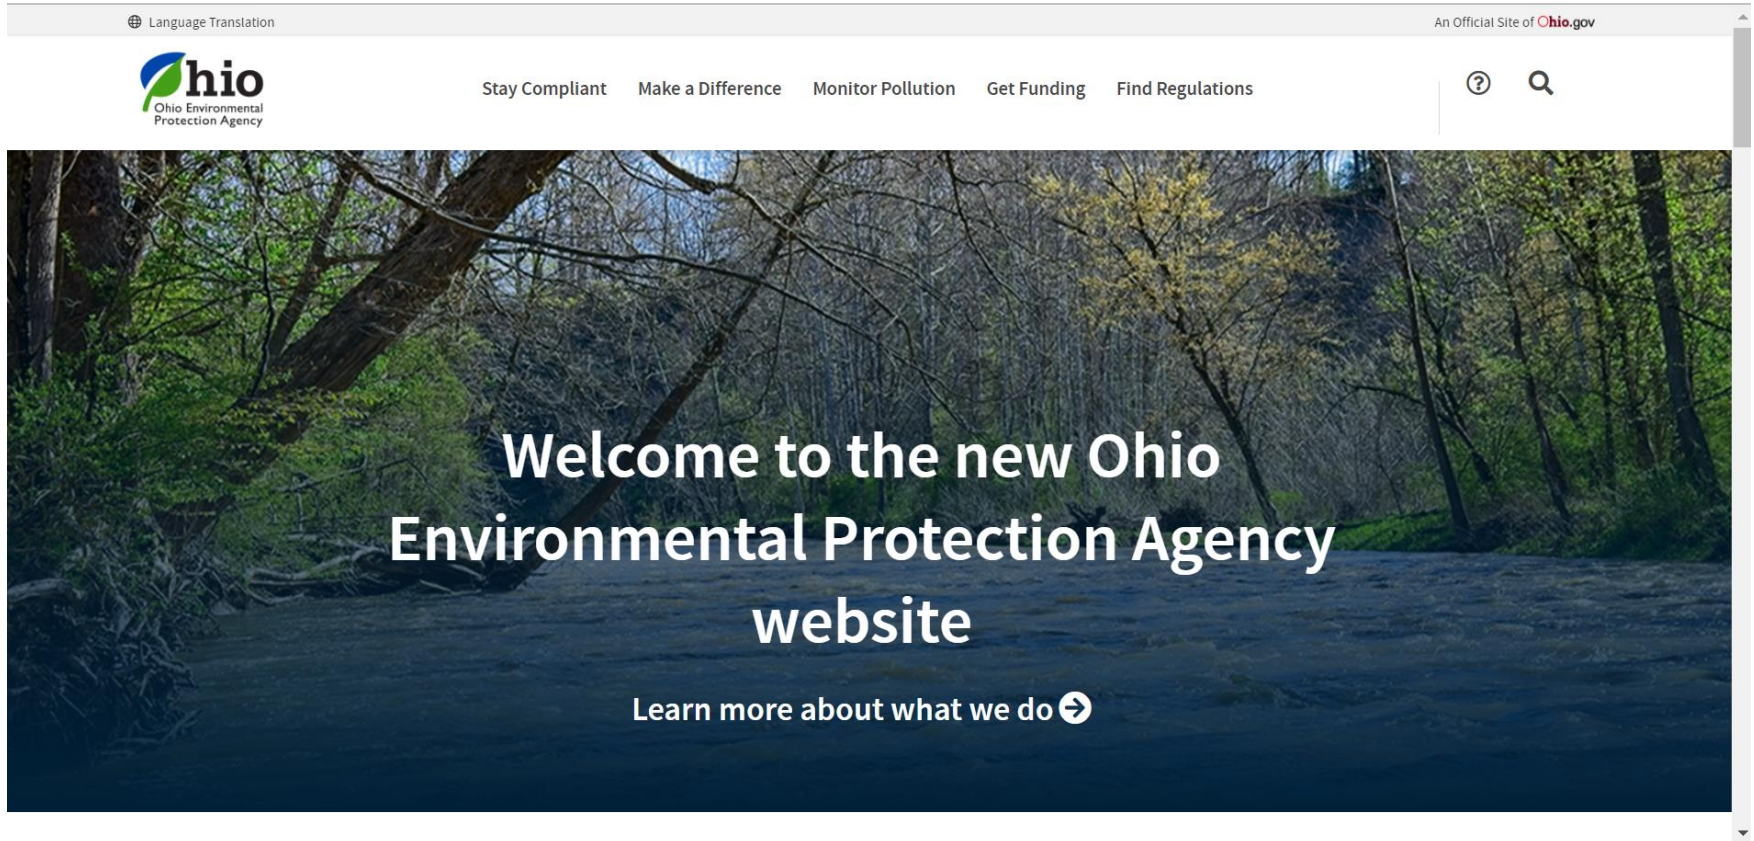 Language Translation
An Official Site of Ohio.gov
Ohio
Ohio Environmental
Protection Agency
Stay Compliant Make a Difference Monitor Pollution Get Funding Find Regulations
Welcome to the new Ohio
Environmental Protection Agency
website
Learn more about what we do